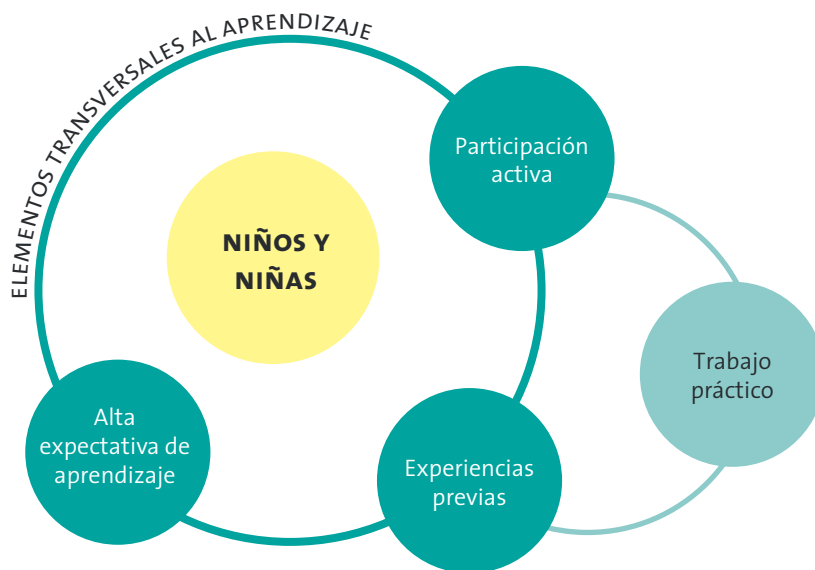 ELEMENTOS TRANSVERSALES AL APRENDIZAJE
Participación
activa
NIÑOS Y
NIÑAS
Trabajo
práctico
Alta
expectativa de
aprendizaje
Experiencias
previas